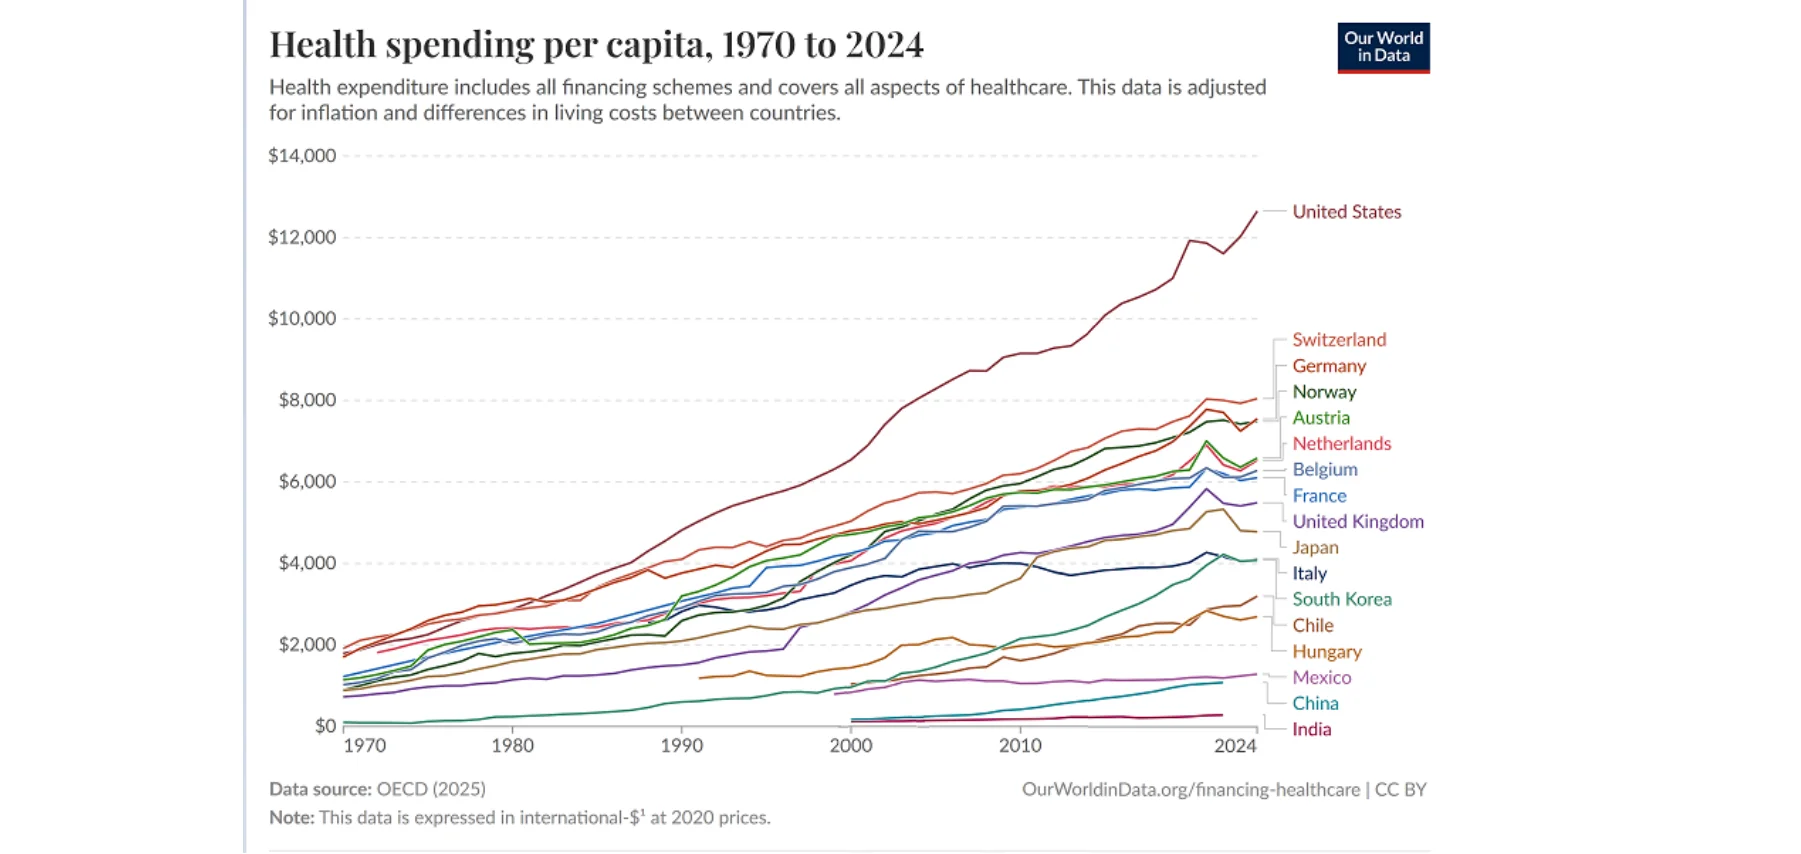 Health spending per capita, 1970 to 2024
Our World
in Data
Health expenditure includes all financing schemes and covers all aspects of healthcare. This data is adjusted
for inflation and differences in living costs between countries.
$14,000
$12,000
$10,000
$8,000
$6,000
$4,000
$2,000
$0
United States
Switzerland
Germany
Norway
Austria
Netherlands
Belgium
France
United Kingdom
Japan
Italy
South Korea
Chile
Hungary
Mexico
China
India
1970 1980 1990 2000 2010 2024
Data source: OECD (2025)
OurWorldinData.org/financing-healthcare | CC BY
Note: This data is expressed in international-$¹ at 2020 prices.